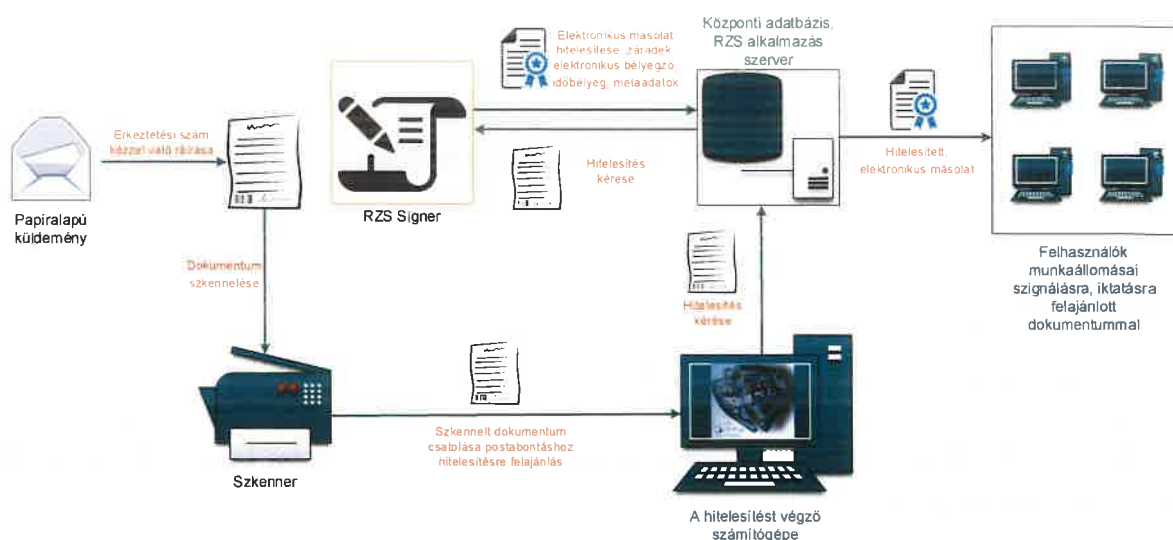 Központi adatbázis,
RZS alkalmazás
szerver
Elektronikus másolat
hitelesítése záradék
elektronikus bélyegző
időbélyeg, metaadatok
Érkeztetési szám
kézzel való ráírása
Papíralapú
küldemény
RZS Signer
Hitelesítés
kérése
Hitelesített,
elektronikus másolat
Felhasználók
munkaállomásai
szignálásra, iktatásra
felajánlott
dokumentummal
Dokumentum
szkennelése
Hitelesítés
kérése
Szkennelt dokumentum
csatolása postabontáshoz
hitelesítésre felajánlás
Szkenner
A hitelesítést végző
számítógépe